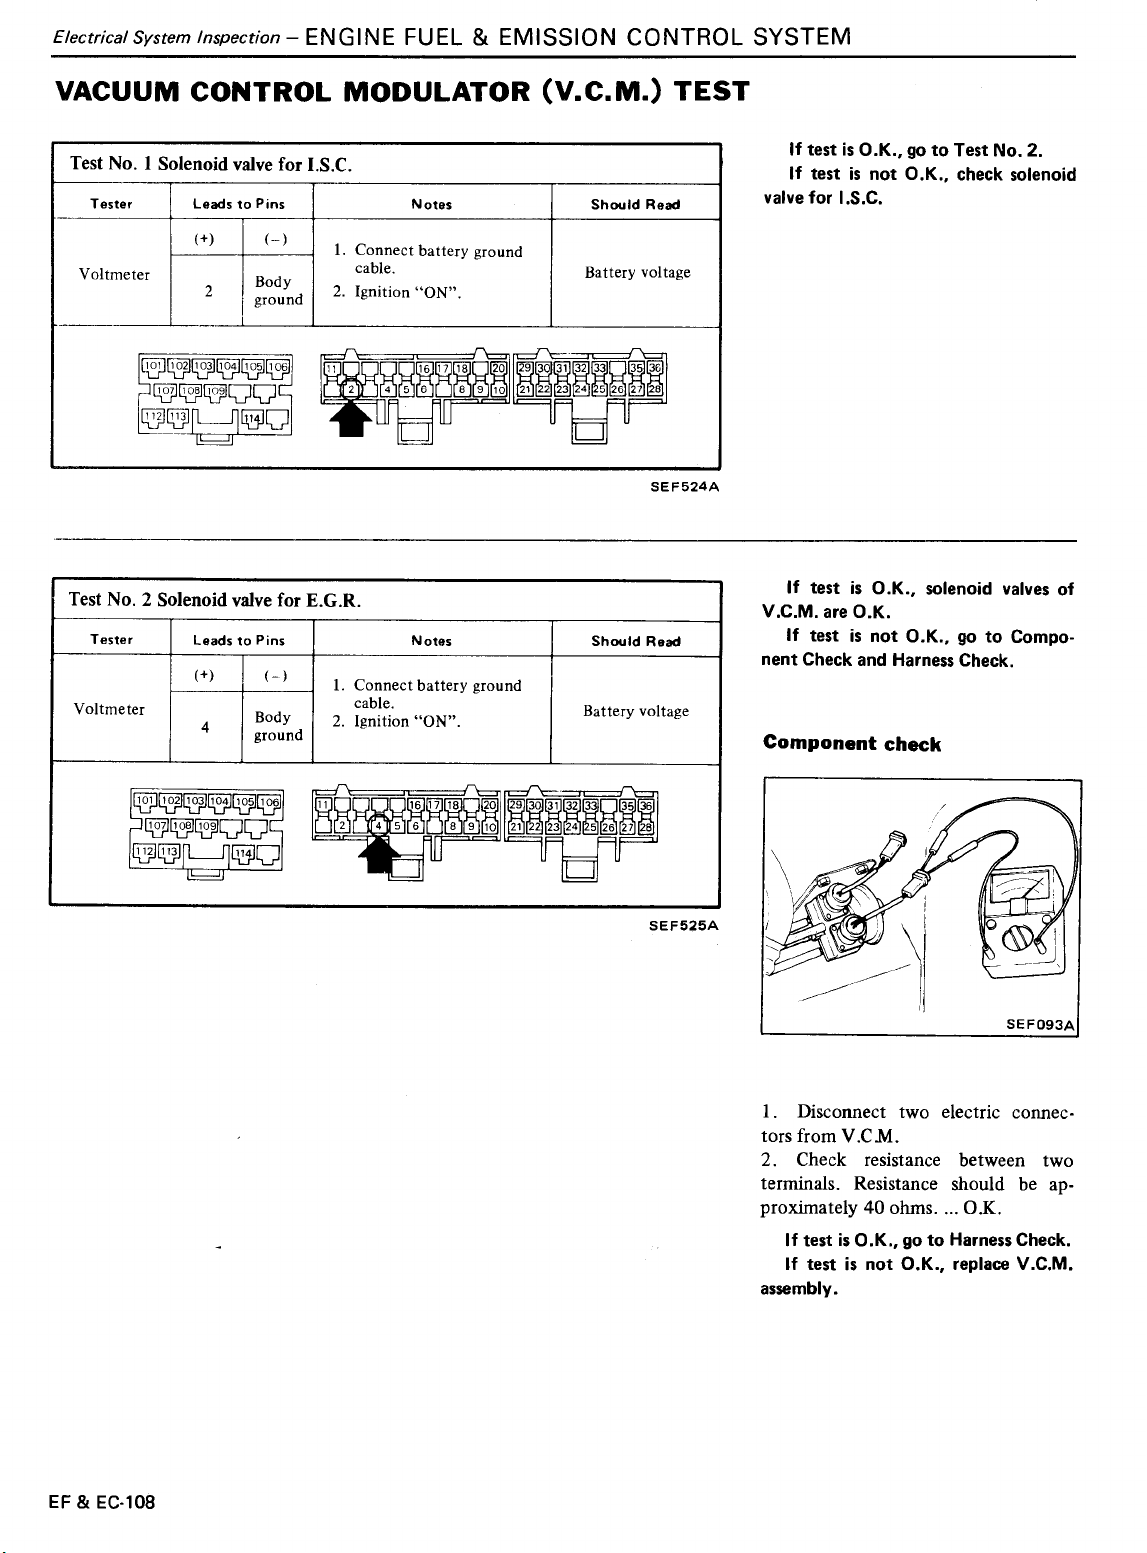 Electrical System Inspection – ENGINE FUEL & EMISSION CONTROL SYSTEM
VACUUM CONTROL MODULATOR (V.C.M.) TEST
Test No. 1 Solenoid valve for I.S.C.
Tester Leads to Pins Notes Should Read
(+) (–)
Voltmeter
2
Body
ground
1. Connect battery ground
cable.
2. Ignition “ON”.
Battery voltage
101 102 103 104 105 106
107 108 109
112 113 114
11 16 17 18 20
2 4 5 6 8 9 10
29 30 31 32 33 35 36
21 22 23 24 25 26 27 28
SEF524A
If test is O.K., go to Test No. 2.
If test is not O.K., check solenoid
valve for I.S.C.
Test No. 2 Solenoid valve for E.G.R.
Tester Leads to Pins Notes Should Read
(+) (–)
Voltmeter
4
Body
ground
1. Connect battery ground
cable.
2. Ignition “ON”.
Battery voltage
101 102 103 104 105 106
107 108 109
112 113 114
11 16 17 18 20
2 4 5 6 8 9 10
29 30 31 32 33 35 36
21 22 23 24 25 26 27 28
SEF525A
If test is O.K., solenoid valves of
V.C.M. are O.K.
If test is not O.K., go to Compo-
nent Check and Harness Check.
Component check
SEF093A
1. Disconnect two electric connec-
tors from V.C.M.
2. Check resistance between two
terminals. Resistance should be ap-
proximately 40 ohms. ... O.K.
If test is O.K., go to Harness Check.
If test is not O.K., replace V.C.M.
assembly.
EF & EC-108